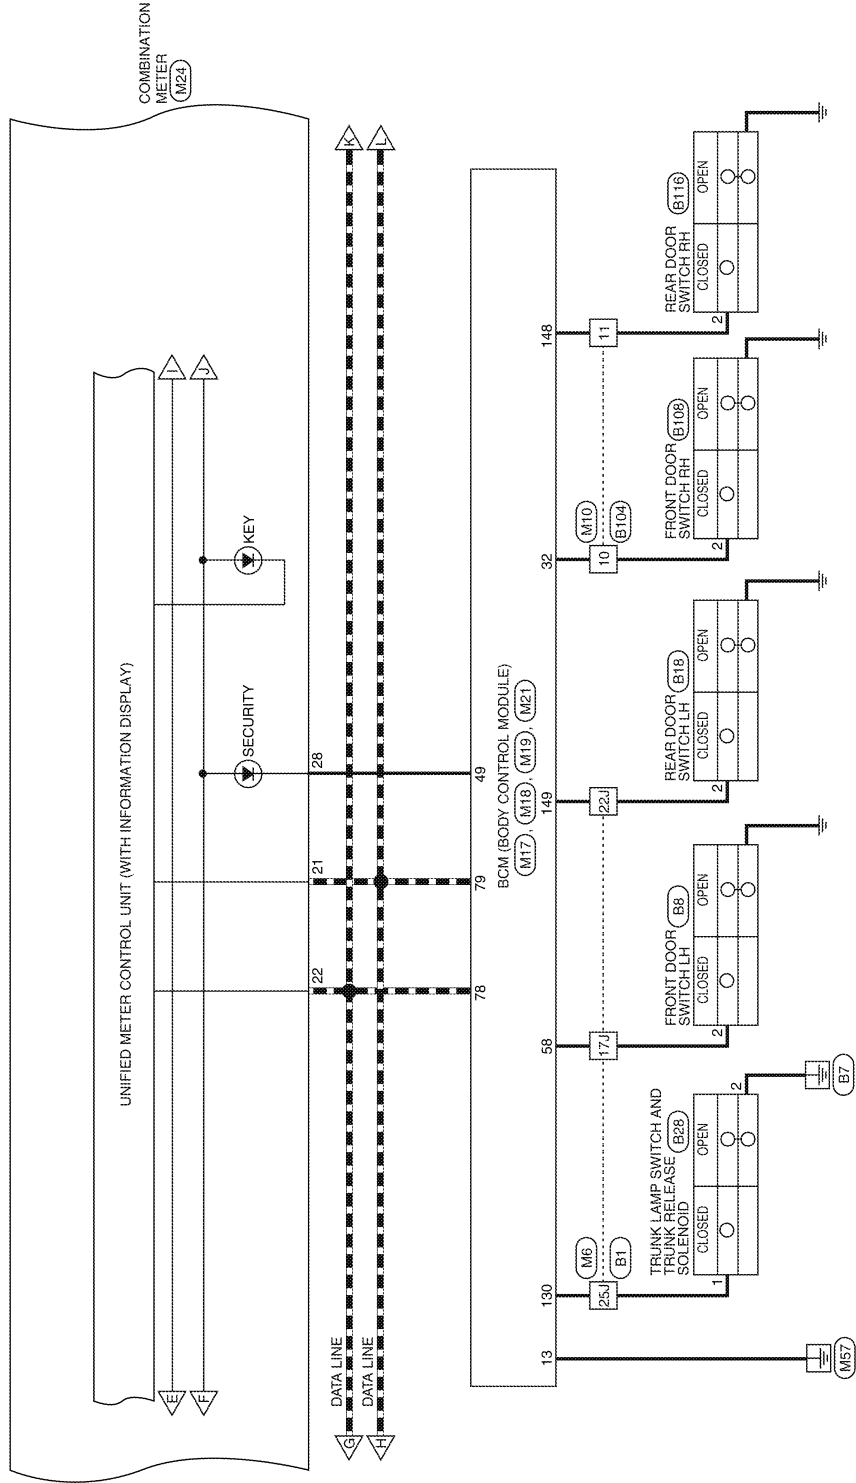 COMBINATION
METER
M24
UNIFIED METER CONTROL UNIT (WITH INFORMATION DISPLAY)
E
I
F
J
SECURITY
KEY
22
21
28
DATA LINE
G
K
DATA LINE
H
L
78
79
49
BCM (BODY CONTROL MODULE)
M17 , M18 , M19 , M21
13
130
58
149
32
148
M6
M10
25J
17J
22J
10
11
B1
B104
TRUNK LAMP SWITCH AND
TRUNK RELEASE
SOLENOID
B28
CLOSED
OPEN
1
2
FRONT DOOR
SWITCH LH
B8
CLOSED
OPEN
2
REAR DOOR
SWITCH LH
B18
CLOSED
OPEN
2
FRONT DOOR
SWITCH RH
B108
CLOSED
OPEN
2
REAR DOOR
SWITCH RH
B116
CLOSED
OPEN
2
M57
B7